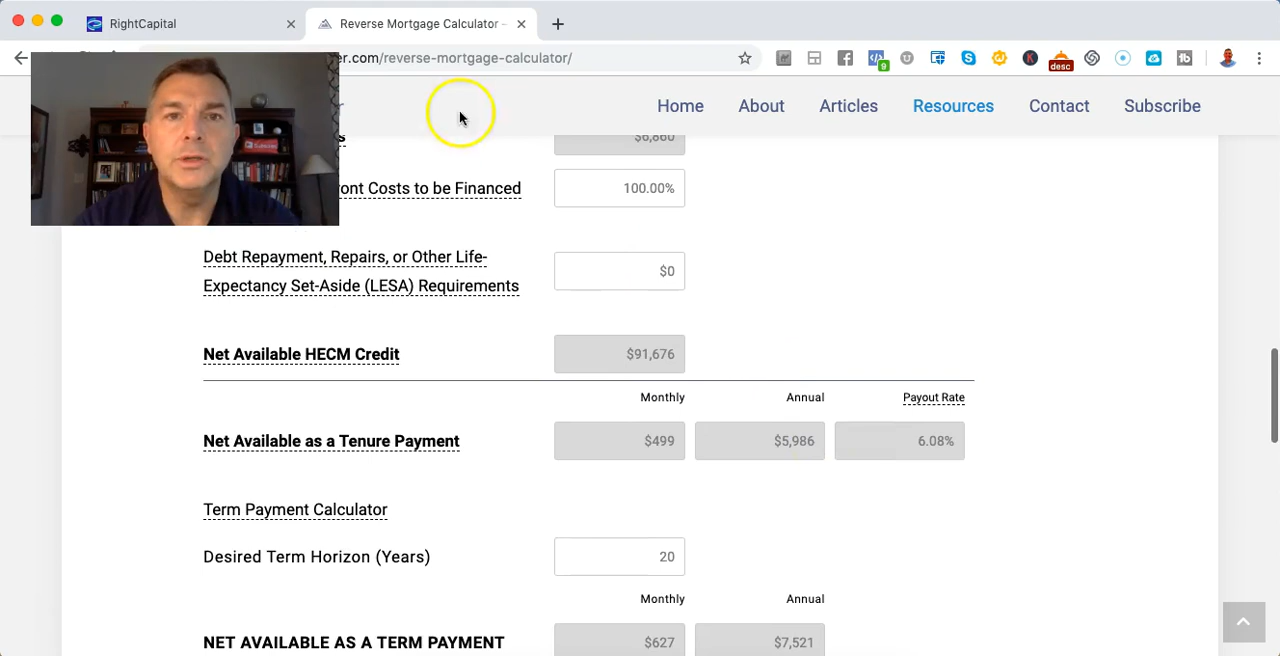 RightCapital
Reverse Mortgage Calculator -
er.com/reverse-mortgage-calculator/
9
desc
Home About Articles Resources Contact Subscribe
$6,860
ont Costs to be Financed 100.00%
Debt Repayment, Repairs, or Other Life-
Expectancy Set-Aside (LESA) Requirements
$0
Net Available HECM Credit $91,676
Monthly Annual Payout Rate
Net Available as a Tenure Payment $499 $5,986 6.08%
Term Payment Calculator
Desired Term Horizon (Years) 20
Monthly Annual
NET AVAILABLE AS A TERM PAYMENT $627 $7,521